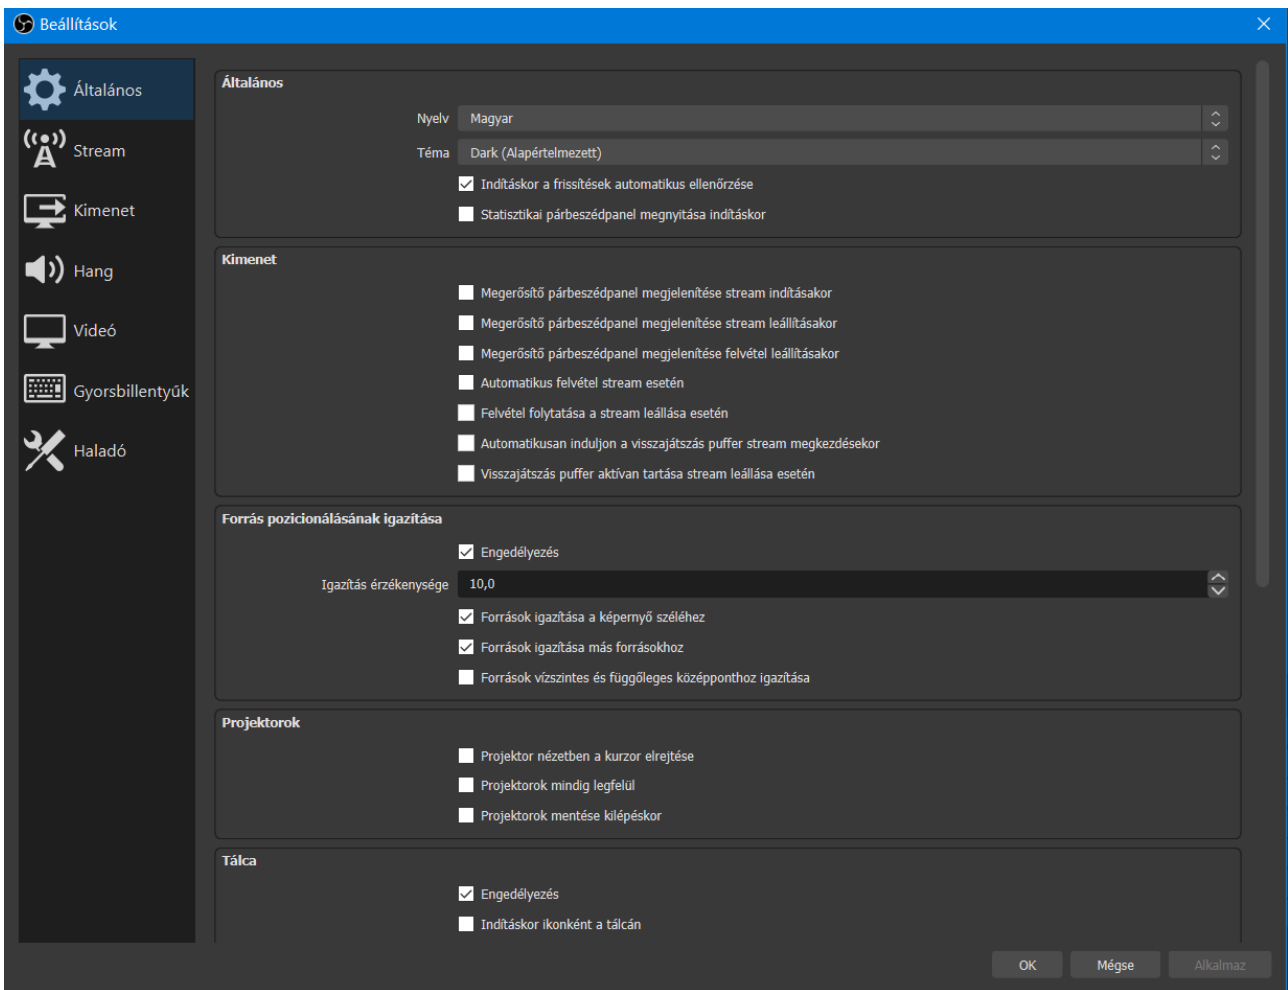 Beállítások
Általános
Stream
Kimenet
Hang
Videó
Gyorsbillentyűk
Haladó
Általános
Nyelv Magyar
Téma Dark (Alapértelmezett)
Indításkor a frissítések automatikus ellenőrzése
Statisztikai párbeszédpanel megnyitása indításkor
Kimenet
Megerősítő párbeszédpanel megjelenítése stream indításakor
Megerősítő párbeszédpanel megjelenítése stream leállításakor
Megerősítő párbeszédpanel megjelenítése felvétel leállításakor
Automatikus felvétel stream esetén
Felvétel folytatása a stream leállása esetén
Automatikusan induljon a visszajátszás puffer stream megkezdésekor
Visszajátszás puffer aktívan tartása stream leállása esetén
Forrás pozicionálásának igazítása
Engedélyezés
Igazítás érzékenysége 10,0
Források igazítása a képernyő széléhez
Források igazítása más forrásokhoz
Források vízszintes és függőleges középponthoz igazítása
Projektorok
Projektor nézetben a kurzor elrejtése
Projektorok mindig legfelül
Projektorok mentése kilépéskor
Tálca
Engedélyezés
Indításkor ikonként a tálcán
OK Mégse Alkalmaz